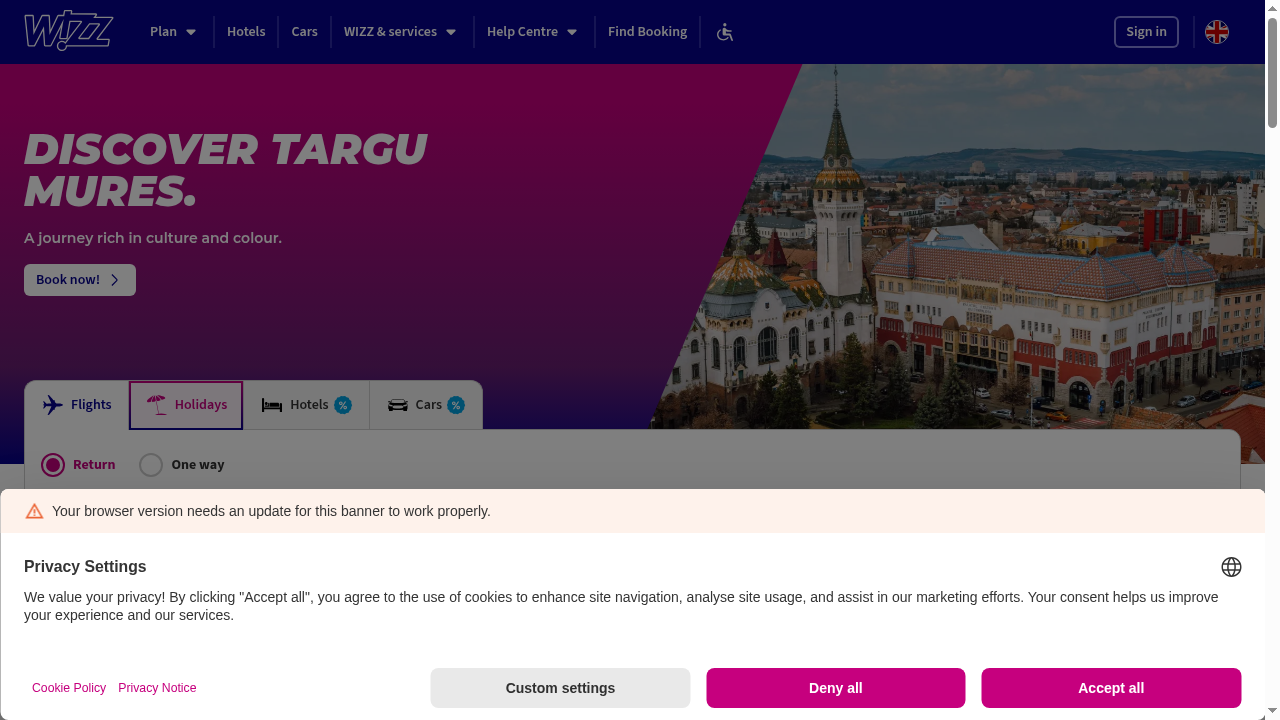 WIZZ
Plan
Hotels
Cars
WIZZ & services
Help Centre
Find Booking
Sign in
DISCOVER TARGU
MURES.
A journey rich in culture and colour.
Book now!
Flights
Holidays
Hotels %
Cars %
Return
One way
Your browser version needs an update for this banner to work properly.
Privacy Settings
We value your privacy! By clicking "Accept all", you agree to the use of cookies to enhance site navigation, analyse site usage, and assist in our marketing efforts. Your consent helps us improve
your experience and our services.
Cookie Policy
Privacy Notice
Custom settings
Deny all
Accept all